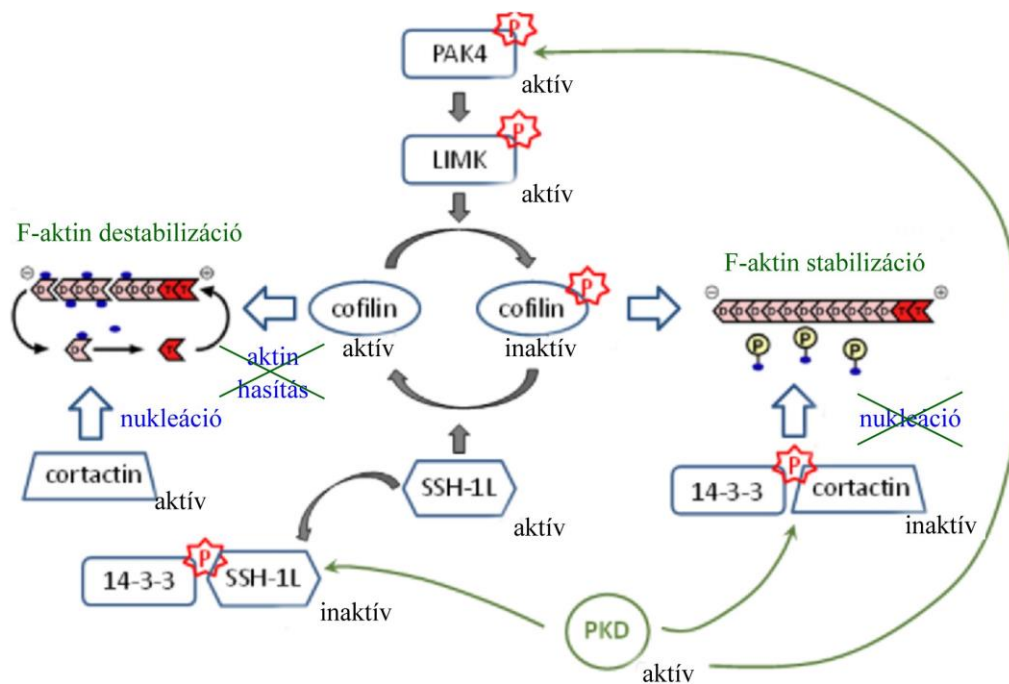 P
PAK4
aktív
P
LIMK
aktív
F-aktin destabilizáció
F-aktin stabilizáció
- +
D D D D D D D T T
D T
cofilin
aktív
P
cofilin
inaktív
aktin
hasítás
- +
P P P
nukleáció
nukleáció
cortactin
aktív
SSH-1L
aktív
P
14-3-3
cortactin
inaktív
P
14-3-3
SSH-1L
inaktív
PKD
aktív